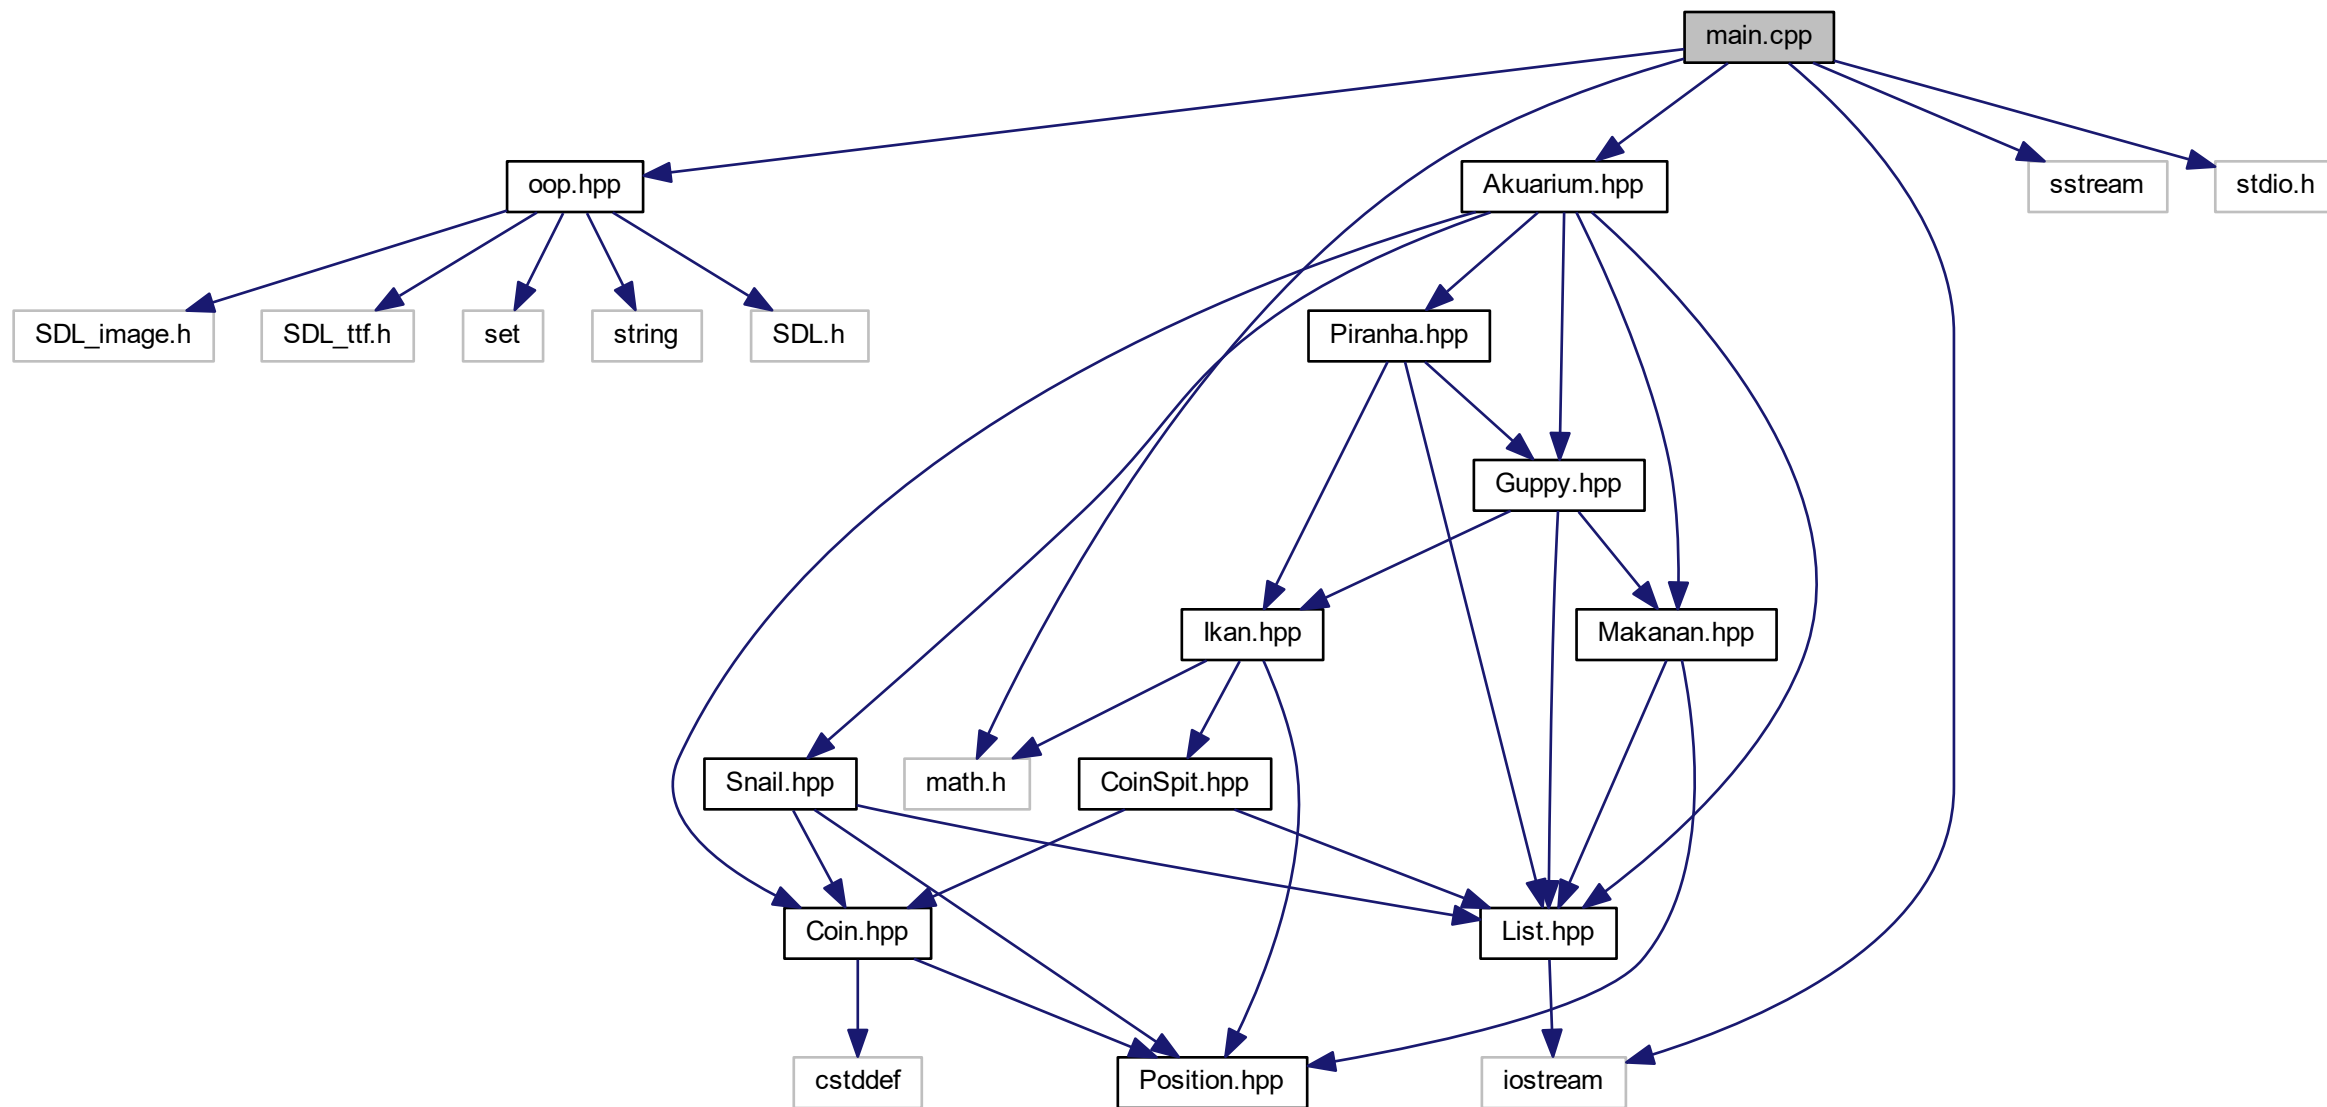 main.cpp
oop.hpp
Akuarium.hpp
sstream
stdio.h
SDL_image.h
SDL_ttf.h
set
string
SDL.h
Piranha.hpp
Guppy.hpp
Ikan.hpp
Makanan.hpp
Snail.hpp
math.h
CoinSpit.hpp
Coin.hpp
List.hpp
cstddef
Position.hpp
iostream